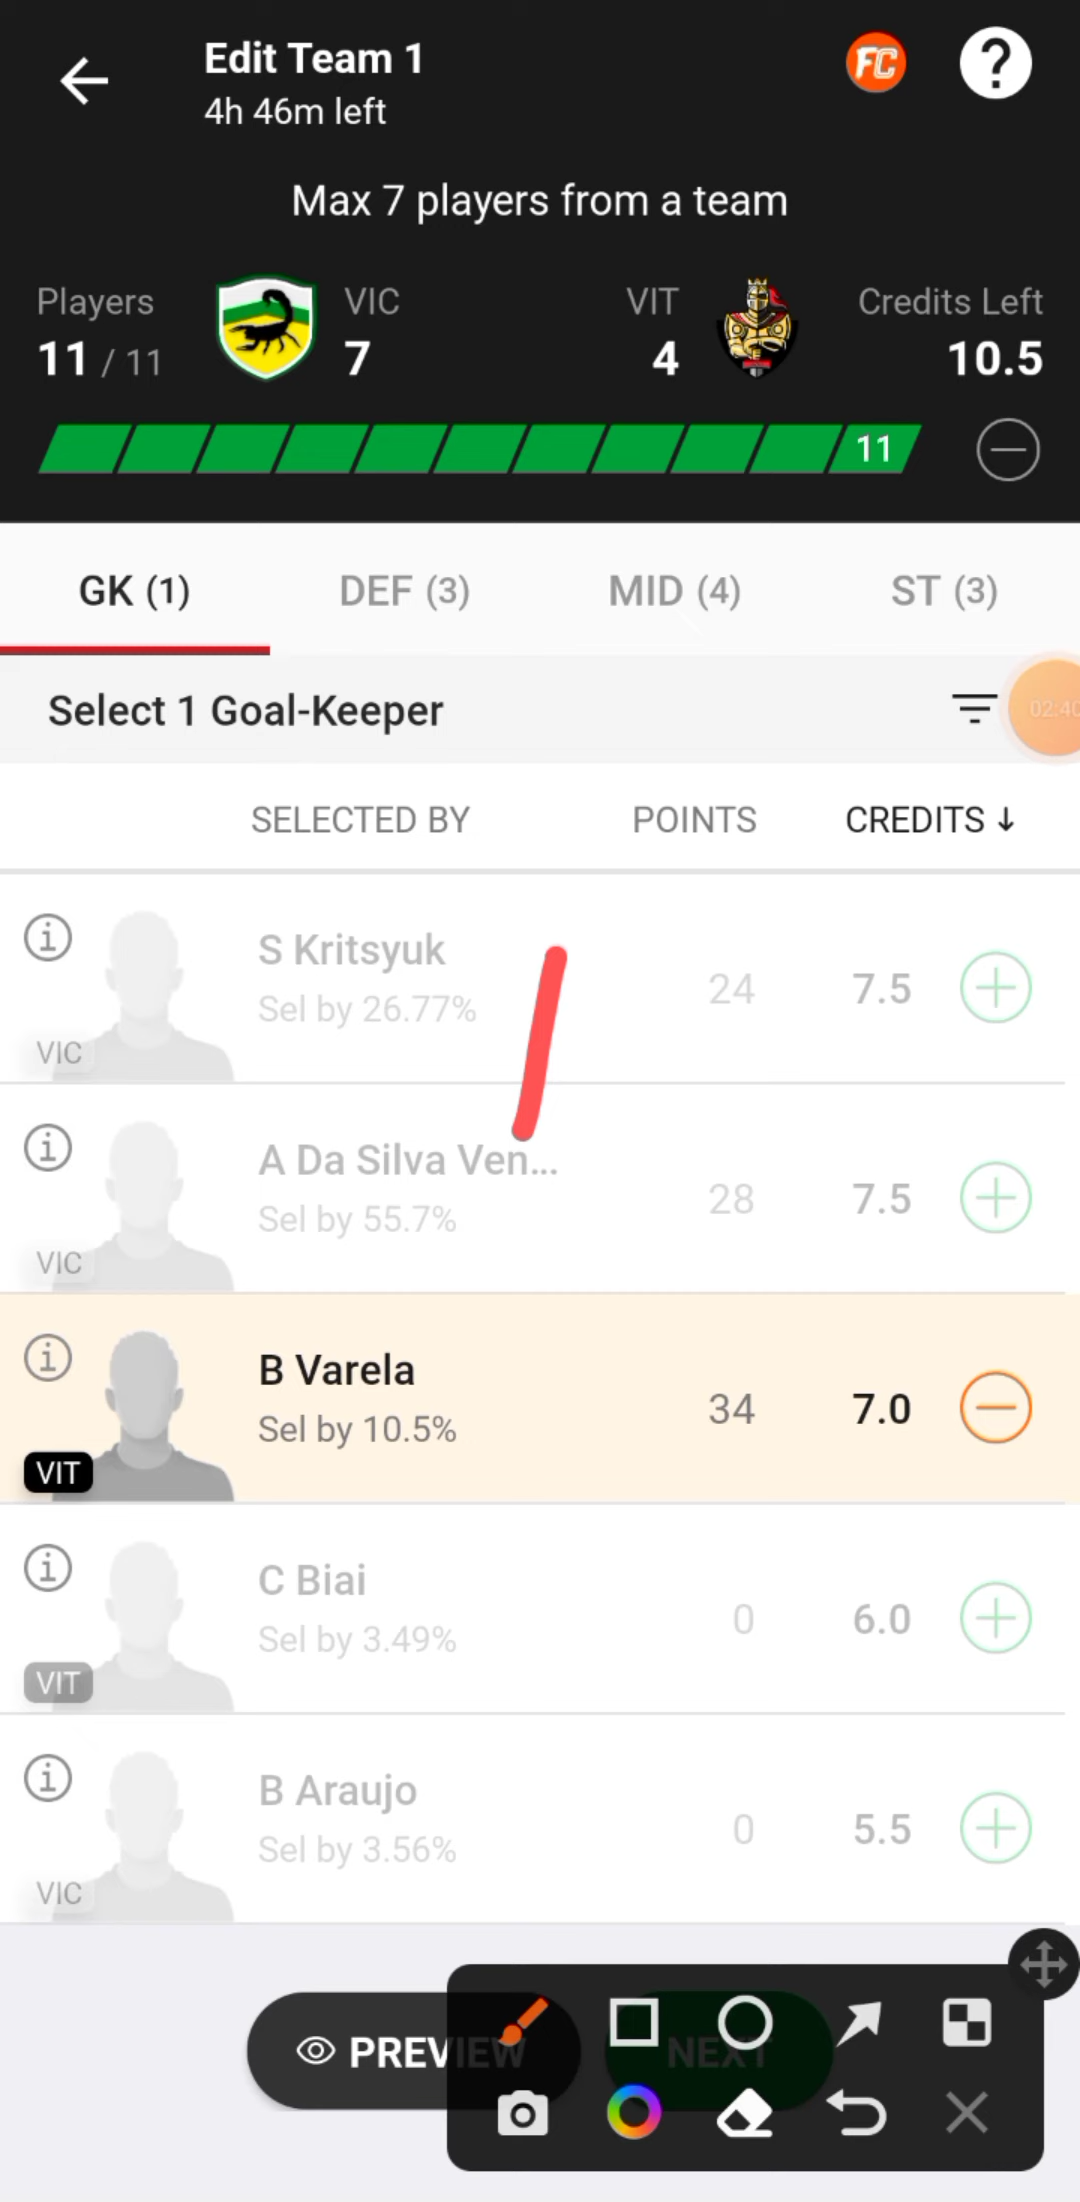 Edit Team 1
4h 46m left
FC
?
Max 7 players from a team
Players
11 / 11
VIC
7
VIT
4
Credits Left
10.5
11
GK (1)
DEF (3)
MID (4)
ST (3)
Select 1 Goal-Keeper
02:40
SELECTED BY
POINTS
CREDITS ↓
S Kritsyuk
Sel by 26.77%
24
7.5
VIC
A Da Silva Ven...
Sel by 55.7%
28
7.5
VIC
B Varela
Sel by 10.5%
34
7.0
VIT
C Biai
Sel by 3.49%
0
6.0
VIT
B Araujo
Sel by 3.56%
0
5.5
VIC
PREVIEW
NEXT